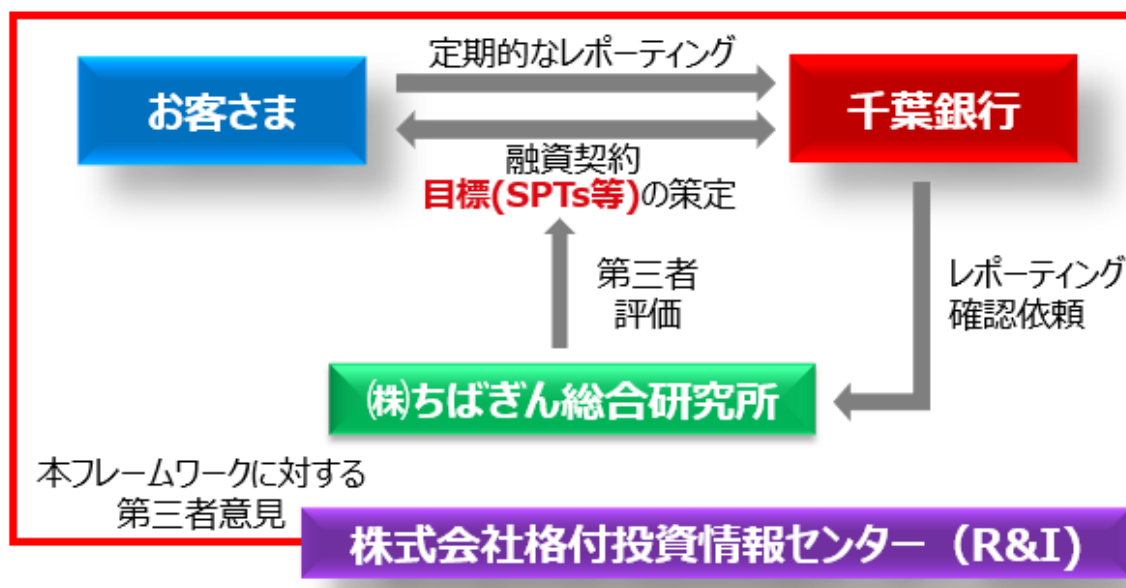 定期的なレポーティング
お客さま
千葉銀行
融資契約
目標(SPTs等)の策定
第三者
評価
レポーティング
確認依頼
㈱ちばぎん総合研究所
本フレームワークに対する
第三者意見
株式会社格付投資情報センター（R&I）